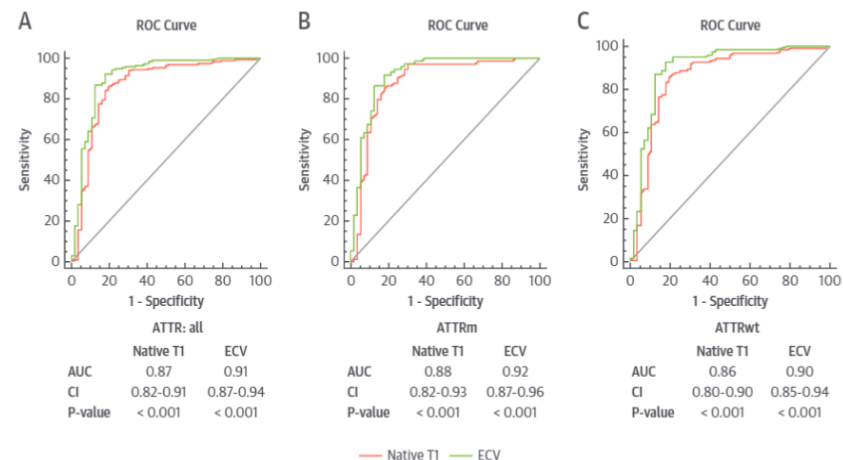 A
ROC Curve
Sensitivity
100
80
60
40
20
0
0 20 40 60 80 100
1 - Specificity
ATTR: all
Native T1 ECV
AUC 0.87 0.91
CI 0.82-0.91 0.87-0.94
P-value < 0.001 < 0.001
B
ROC Curve
Sensitivity
100
80
60
40
20
0
0 20 40 60 80 100
1 - Specificity
ATTRm
Native T1 ECV
AUC 0.88 0.92
CI 0.82-0.93 0.87-0.96
P-value < 0.001 < 0.001
C
ROC Curve
Sensitivity
100
80
60
40
20
0
0 20 40 60 80 100
1 - Specificity
ATTRwt
Native T1 ECV
AUC 0.86 0.90
CI 0.80-0.90 0.85-0.94
P-value < 0.001 < 0.001
Native T1 ECV